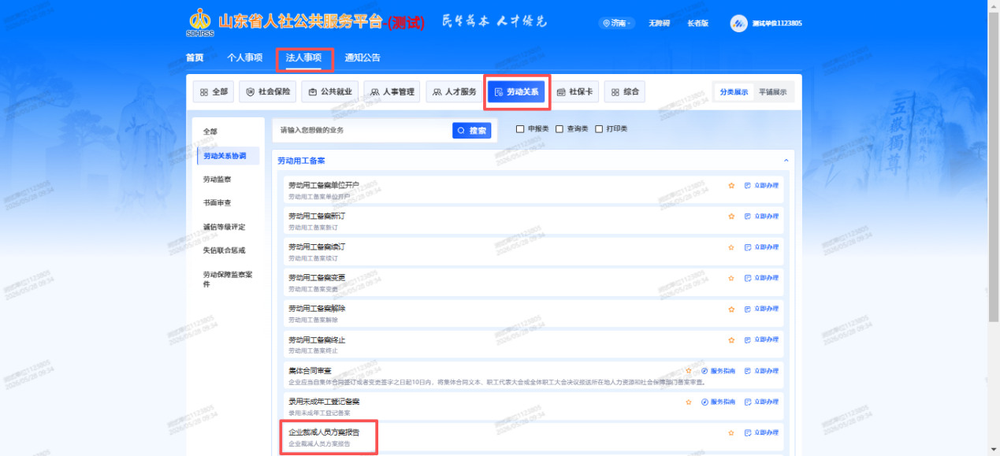 山东省人社公共服务平台-(测试) 民生为本 人才优先
SDHRSS
济南 无障碍 长者版 测试单位1123805
首页 个人事项 法人事项 通知公告
全部 社会保险 公共就业 人事管理 人才服务 劳动关系 社保卡 综合 分类展示 平铺展示
全部
劳动关系协调
劳动监察
书面审查
诚信等级评定
失信联合惩戒
劳动保障监察案
件
请输入您想做的业务 搜索 申报类 查询类 打印类
劳动用工备案
劳动用工备案单位开户 立即办理
劳动用工备案单位开户
劳动用工备案新订 立即办理
劳动用工备案新订
劳动用工备案续订 立即办理
劳动用工备案续订
劳动用工备案变更 立即办理
劳动用工备案变更
劳动用工备案解除 立即办理
劳动用工备案解除
劳动用工备案终止 立即办理
劳动用工备案终止
集体合同审查 服务指南 立即办理
企业应当自集体合同签订或者变更签字之日起10日内，将集体合同文本、职工代表大会或全体职工大会决议报送所在地人力资源和社会保障部门备案审查。
录用未成年工登记备案 服务指南 立即办理
录用未成年工登记备案
企业裁减人员方案报告 立即办理
企业裁减人员方案报告
五嶽獨尊
测试单位1123805
2026/05/28 09:34